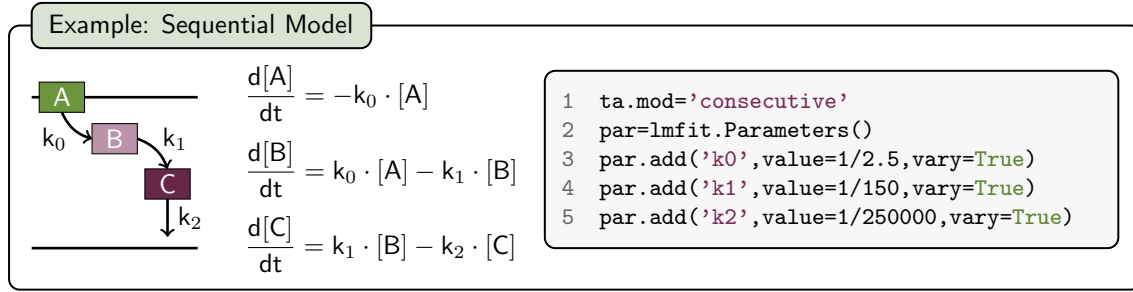 Example: Sequential Model
A
k₀
B
k₁
C
k₂
d[A]/dt = −k₀ · [A]
d[B]/dt = k₀ · [A] − k₁ · [B]
d[C]/dt = k₁ · [B] − k₂ · [C]
1 ta.mod='consecutive'
2 par=lmfit.Parameters()
3 par.add('k0',value=1/2.5,vary=True)
4 par.add('k1',value=1/150,vary=True)
5 par.add('k2',value=1/250000,vary=True)